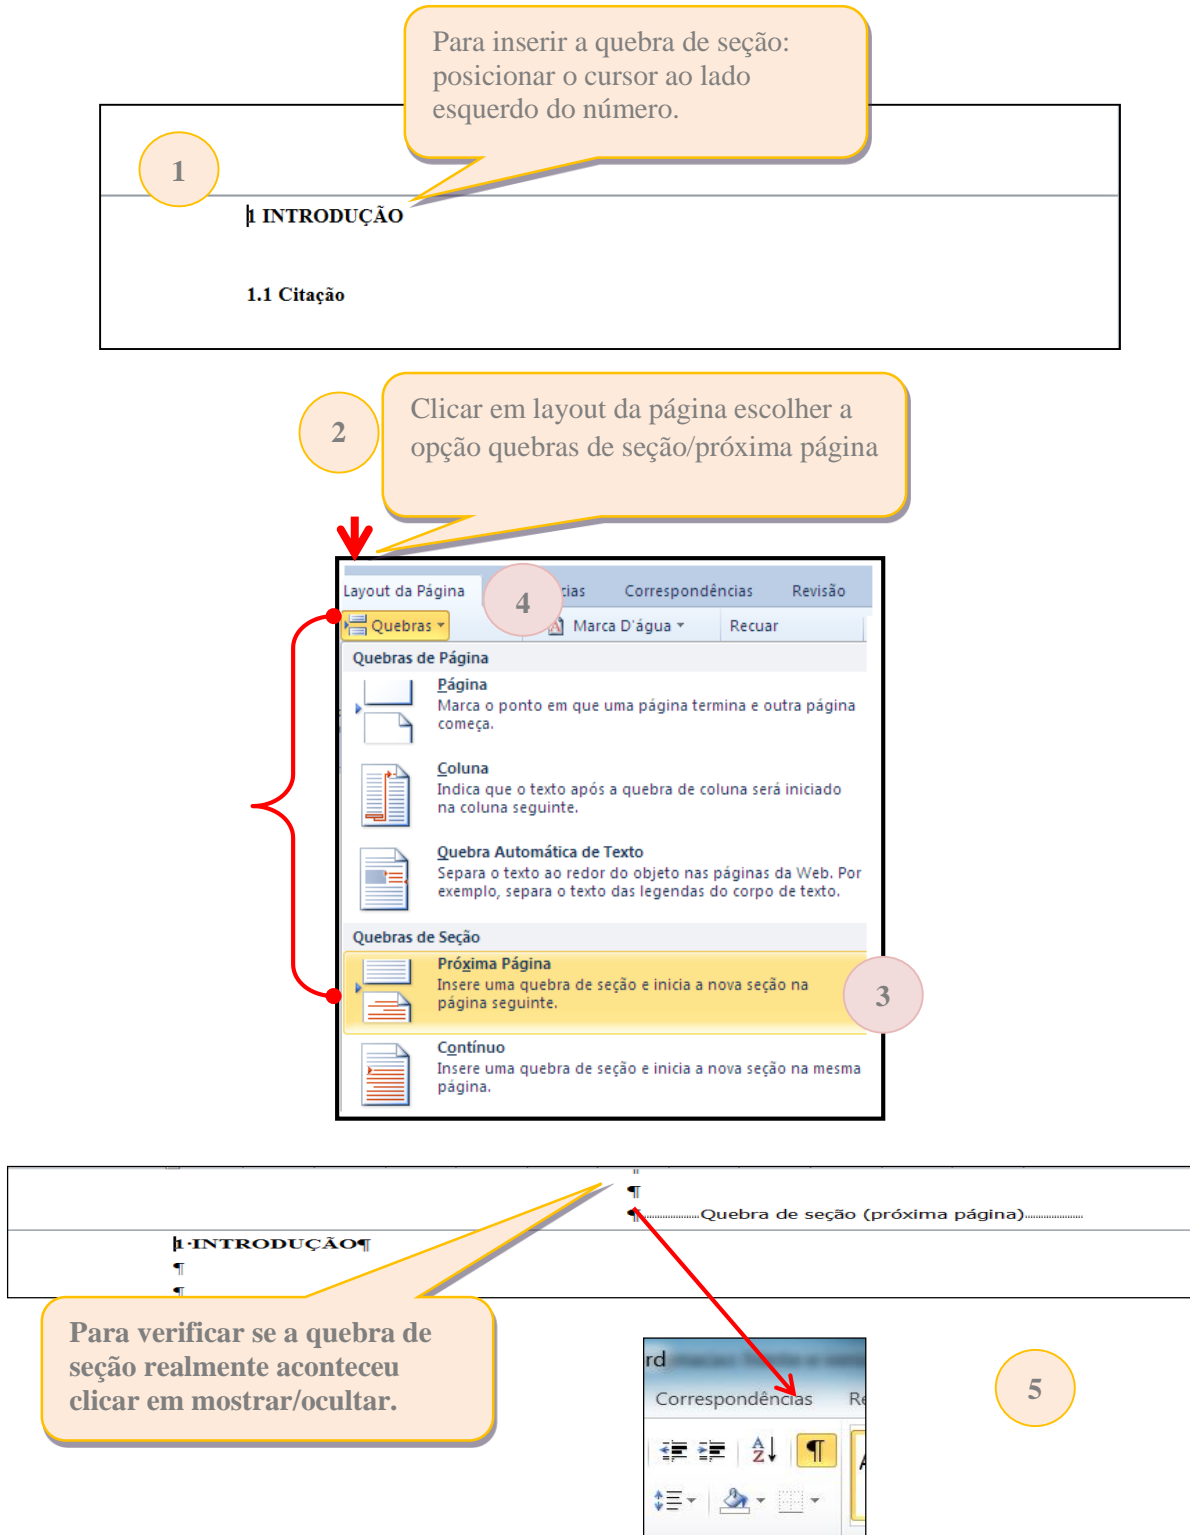 Para inserir a quebra de seção:
posicionar o cursor ao lado
esquerdo do número.
1
1 INTRODUÇÃO
1.1 Citação
2
Clicar em layout da página escolher a
opção quebras de seção/próxima página
Layout da Página
4
cias
Correspondências
Revisão
Quebras
Marca D'água
Recuar
Quebras de Página
Página
Marca o ponto em que uma página termina e outra página
começa.
Coluna
Indica que o texto após a quebra de coluna será iniciado
na coluna seguinte.
Quebra Automática de Texto
Separa o texto ao redor do objeto nas páginas da Web. Por
exemplo, separa o texto das legendas do corpo de texto.
Quebras de Seção
Próxima Página
Insere uma quebra de seção e inicia a nova seção na
página seguinte.
3
Contínuo
Insere uma quebra de seção e inicia a nova seção na mesma
página.
¶
¶ Quebra de seção (próxima página)
1·INTRODUÇÃO¶
¶
¶
Para verificar se a quebra de
seção realmente aconteceu
clicar em mostrar/ocultar.
rd
Correspondências
Re
5
A
Z
¶
A